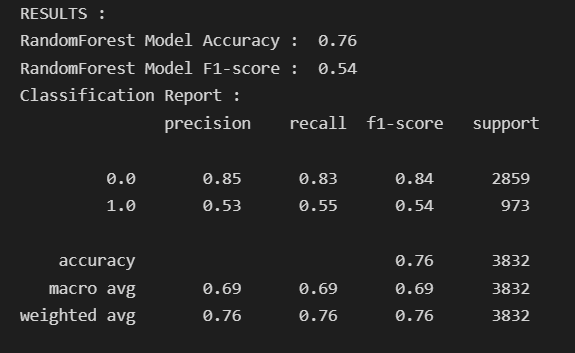 RESULTS :
RandomForest Model Accuracy :  0.76
RandomForest Model F1-score :  0.54
Classification Report :
              precision    recall  f1-score   support
         0.0       0.85      0.83      0.84      2859
         1.0       0.53      0.55      0.54       973
    accuracy                           0.76      3832
   macro avg       0.69      0.69      0.69      3832
weighted avg       0.76      0.76      0.76      3832